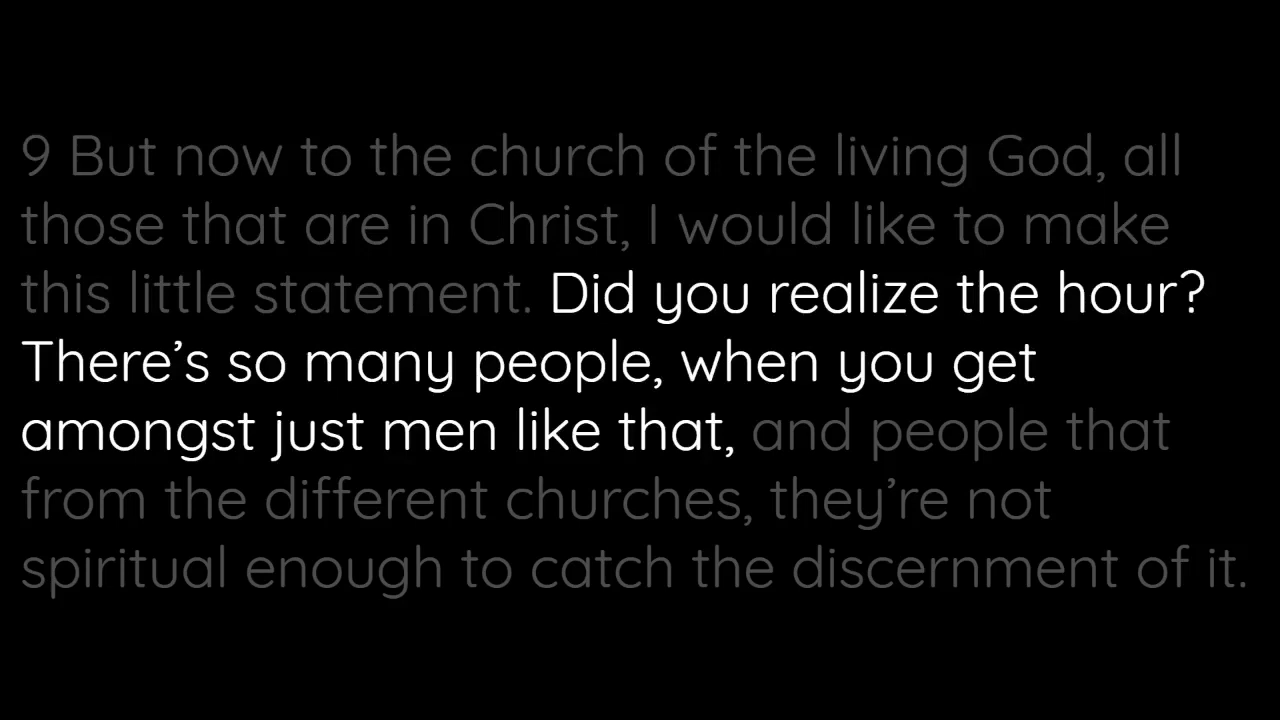 9 But now to the church of the living God, all
those that are in Christ, I would like to make
this little statement. Did you realize the hour?
There’s so many people, when you get
amongst just men like that, and people that
from the different churches, they’re not
spiritual enough to catch the discernment of it.